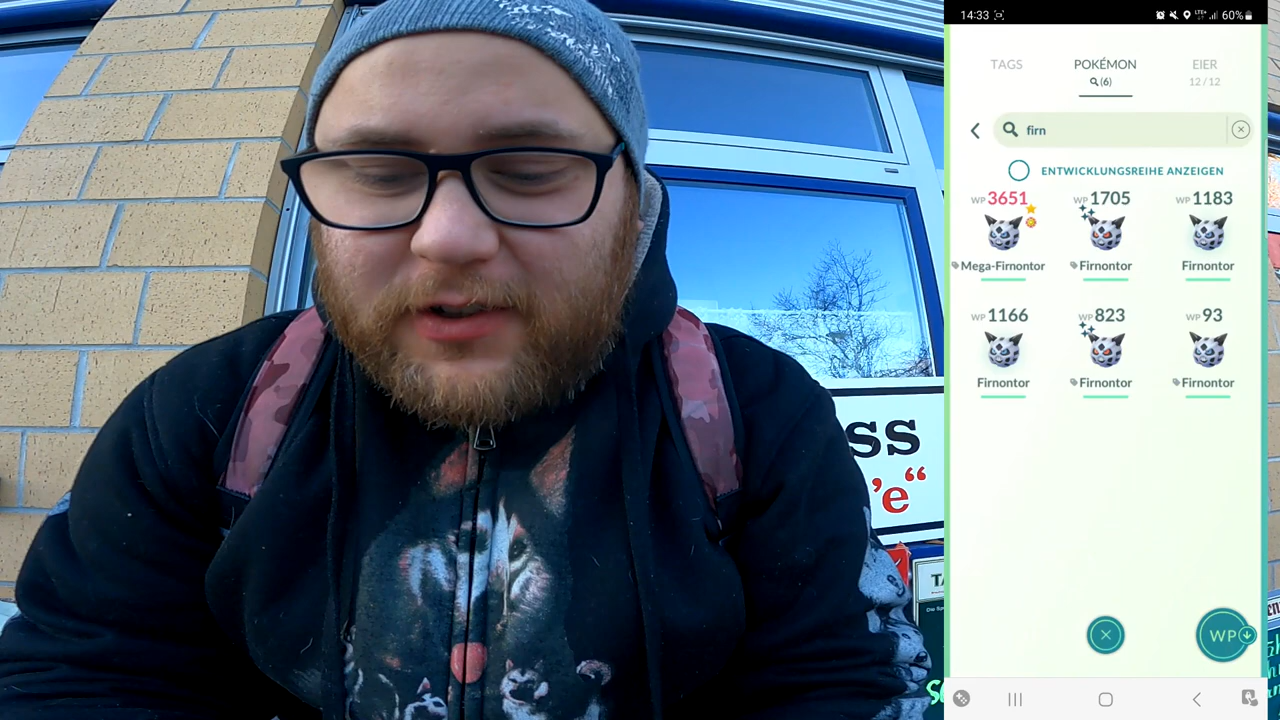 14:33
LTE+ 60%
TAGS POKÉMON EIER
(6) 12 / 12
firn
ENTWICKLUNGSREIHE ANZEIGEN
WP 3651 WP 1705 WP 1183
Mega-Firnontor Firnontor Firnontor
WP 1166 WP 823 WP 93
Firnontor Firnontor Firnontor
WP
ss
'e“